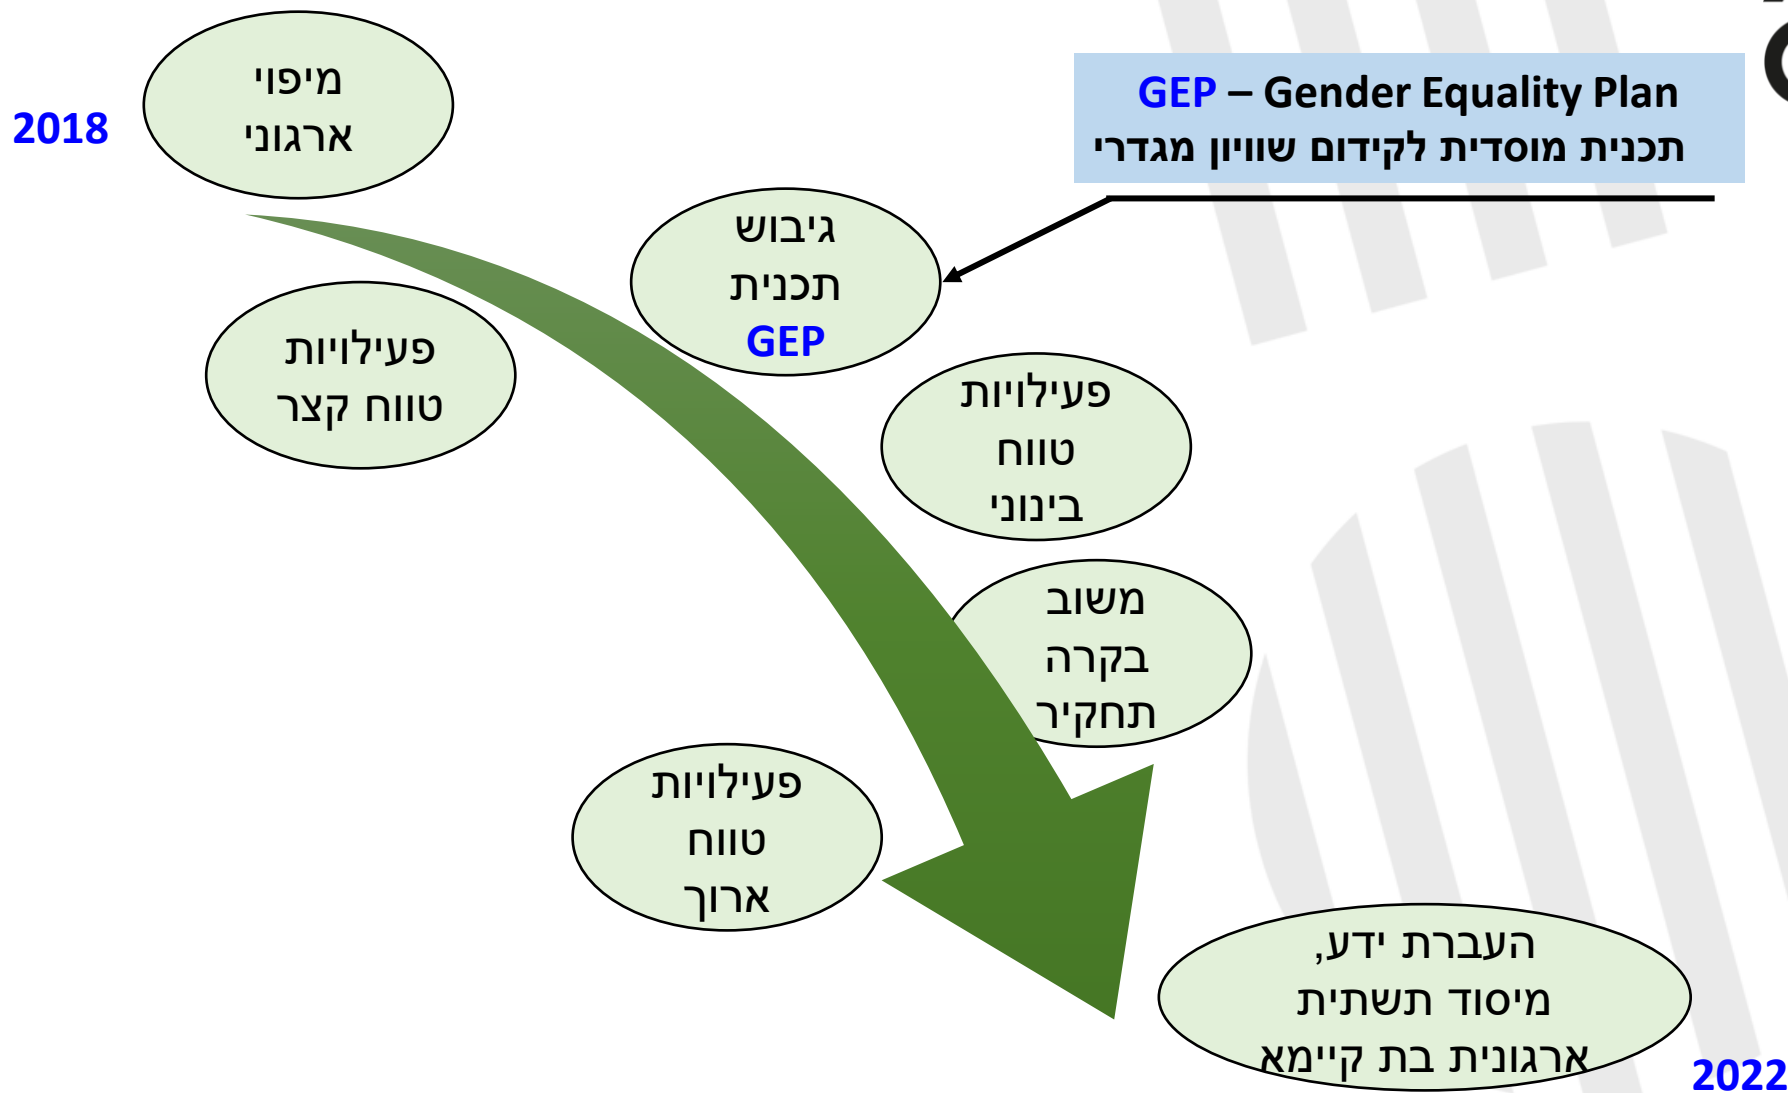 2018
מיפוי
ארגוני
GEP – Gender Equality Plan
תכנית מוסדית לקידום שוויון מגדרי
גיבוש
תכנית
GEP
פעילויות
טווח קצר
פעילויות
טווח
בינוני
משוב
בקרה
תחקיר
פעילויות
טווח
ארוך
העברת ידע,
מיסוד תשתית
ארגונית בת קיימא
2022